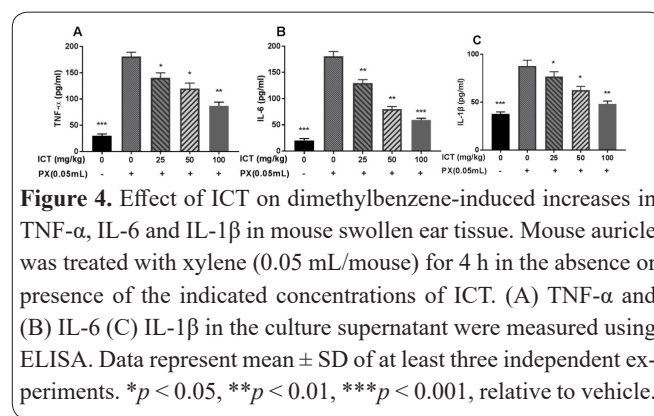 A
B
C
200
150
100
50
0
TNF-α (pg/ml)
***
*
*
**
ICT (mg/kg) 0 0 25 50 100
PX(0.05mL) - + + + +
200
150
100
50
0
IL-6 (pg/ml)
***
**
**
***
ICT (mg/kg) 0 0 25 50 100
PX(0.05mL) - + + + +
100
50
0
IL-1β (pg/ml)
***
*
*
**
ICT (mg/kg) 0 0 25 50 100
PX(0.05mL) - + + + +
Figure 4. Effect of ICT on dimethylbenzene-induced increases in
TNF-α, IL-6 and IL-1β in mouse swollen ear tissue. Mouse auricle
was treated with xylene (0.05 mL/mouse) for 4 h in the absence or
presence of the indicated concentrations of ICT. (A) TNF-α and
(B) IL-6 (C) IL-1β in the culture supernatant were measured using
ELISA. Data represent mean ± SD of at least three independent ex-
periments. *p < 0.05, **p < 0.01, ***p < 0.001, relative to vehicle.